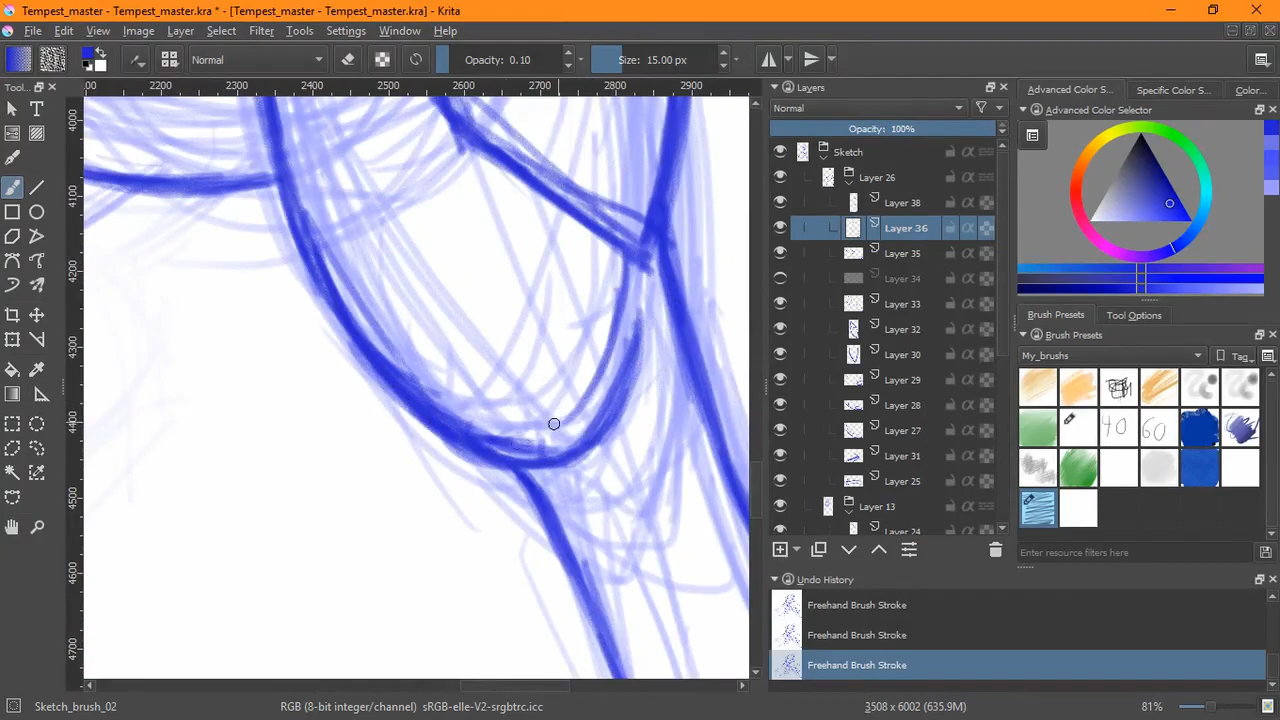 Tempest_master.kra * - [Tempest_master - Tempest_master.kra] - Krita
File Edit View Image Layer Select Filter Tools Settings Window Help
Normal Opacity: 0.10 Size: 15.00 px
Tool...
00 2200 2300 2400 2500 2600 2700 2800 2900
4000
4100
4200
4300
4400
4500
4600
4700
Layers
Normal
Opacity: 100%
Sketch
Layer 26
Layer 38
Layer 36
Layer 35
Layer 34
Layer 33
Layer 32
Layer 30
Layer 29
Layer 28
Layer 27
Layer 31
Layer 25
Layer 13
Layer 24
Undo History
Freehand Brush Stroke
Freehand Brush Stroke
Freehand Brush Stroke
Advanced Color S... Specific Color S... Color...
Advanced Color Selector
Brush Presets Tool Options
Brush Presets
My_brushes Tag
40 60
Enter resource filters here
Sketch_brush_02 RGB (8-bit integer/channel) sRGB-elle-V2-srgbtrc.icc 3508 x 6002 (635.9M) 81%